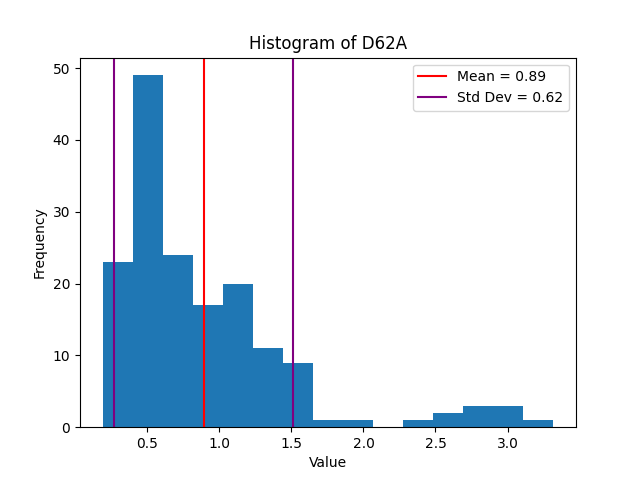 Histogram of D62A
Mean = 0.89
Std Dev = 0.62
50
40
30
20
10
0
Frequency
0.5 1.0 1.5 2.0 2.5 3.0
Value